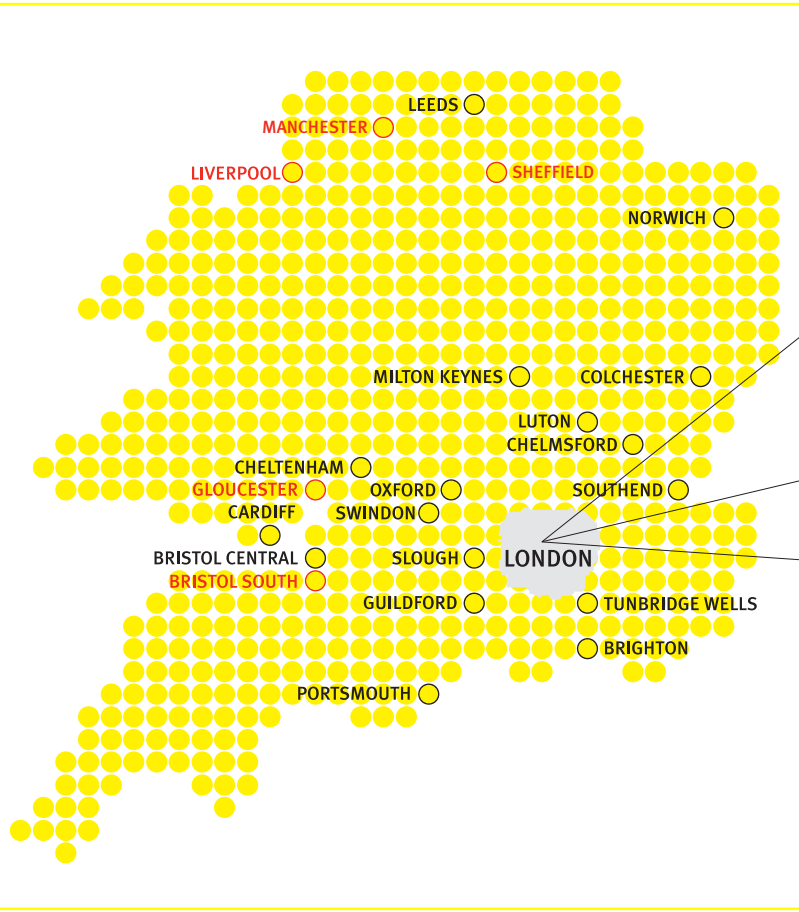 LEEDS
MANCHESTER
LIVERPOOL
SHEFFIELD
NORWICH
MILTON KEYNES
COLCHESTER
LUTON
CHELMSFORD
CHELTENHAM
GLOUCESTER
OXFORD
SOUTHEND
CARDIFF
SWINDON
BRISTOL CENTRAL
SLOUGH
LONDON
BRISTOL SOUTH
GUILDFORD
TUNBRIDGE WELLS
BRIGHTON
PORTSMOUTH